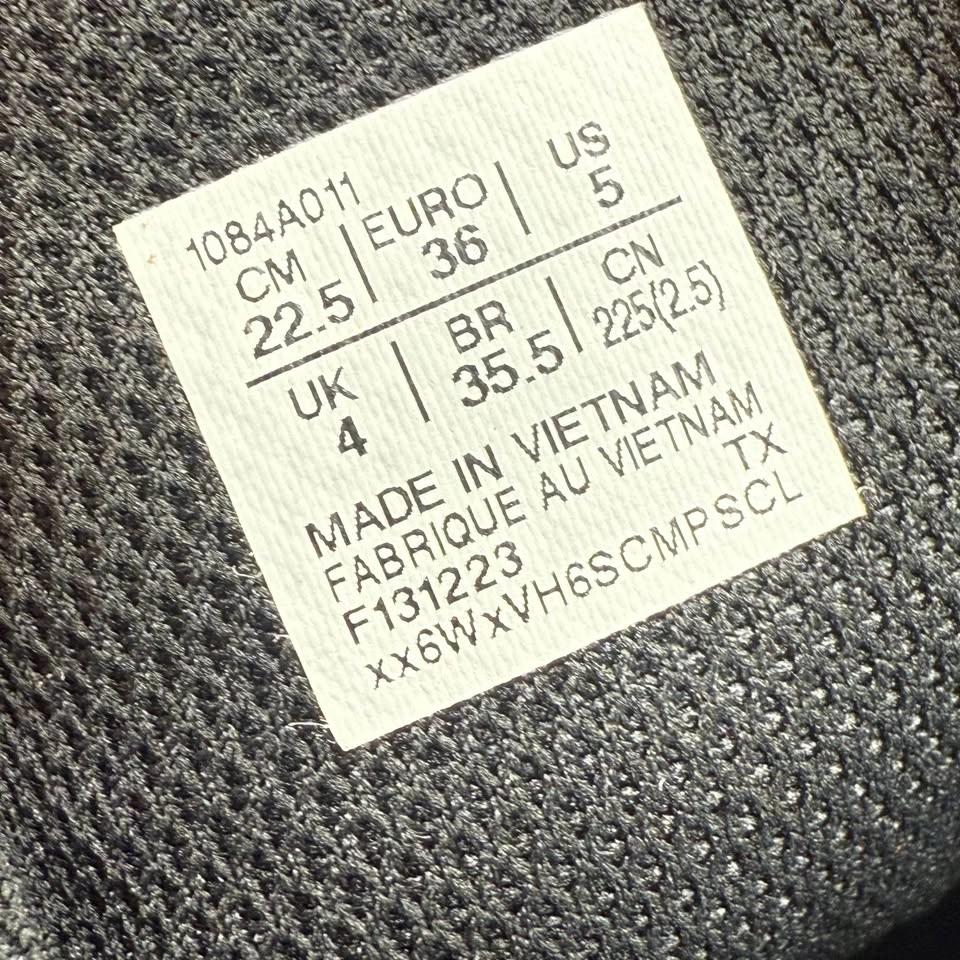 1084A011
CM | EURO | US
22.5 36 5
UK | BR | CN
4 35.5 225(2.5)
MADE IN VIETNAM
FABRIQUE AU VIETNAM
F131223 TX
xx6WxVH6SCMPSCL